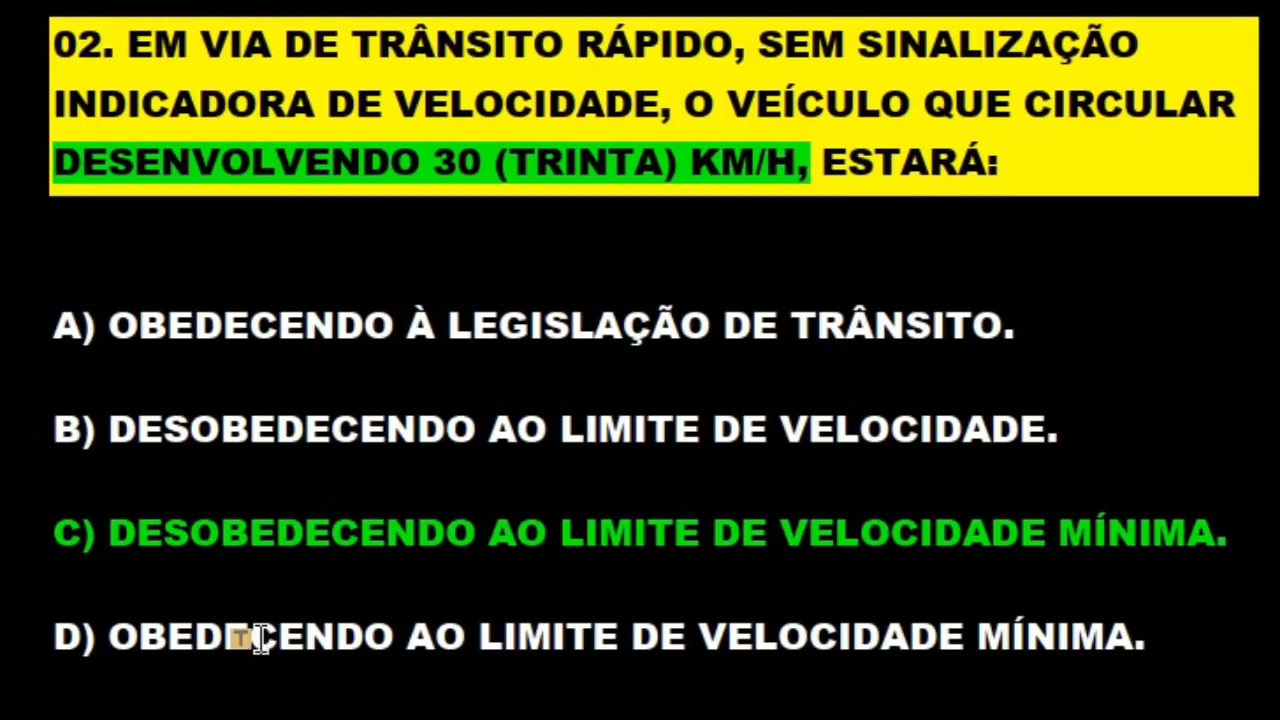 02. EM VIA DE TRÂNSITO RÁPIDO, SEM SINALIZAÇÃO
INDICADORA DE VELOCIDADE, O VEÍCULO QUE CIRCULAR
DESENVOLVENDO 30 (TRINTA) KM/H, ESTARÁ:
A) OBEDECENDO À LEGISLAÇÃO DE TRÂNSITO.
B) DESOBEDECENDO AO LIMITE DE VELOCIDADE.
C) DESOBEDECENDO AO LIMITE DE VELOCIDADE MÍNIMA.
D) OBEDECENDO AO LIMITE DE VELOCIDADE MÍNIMA.